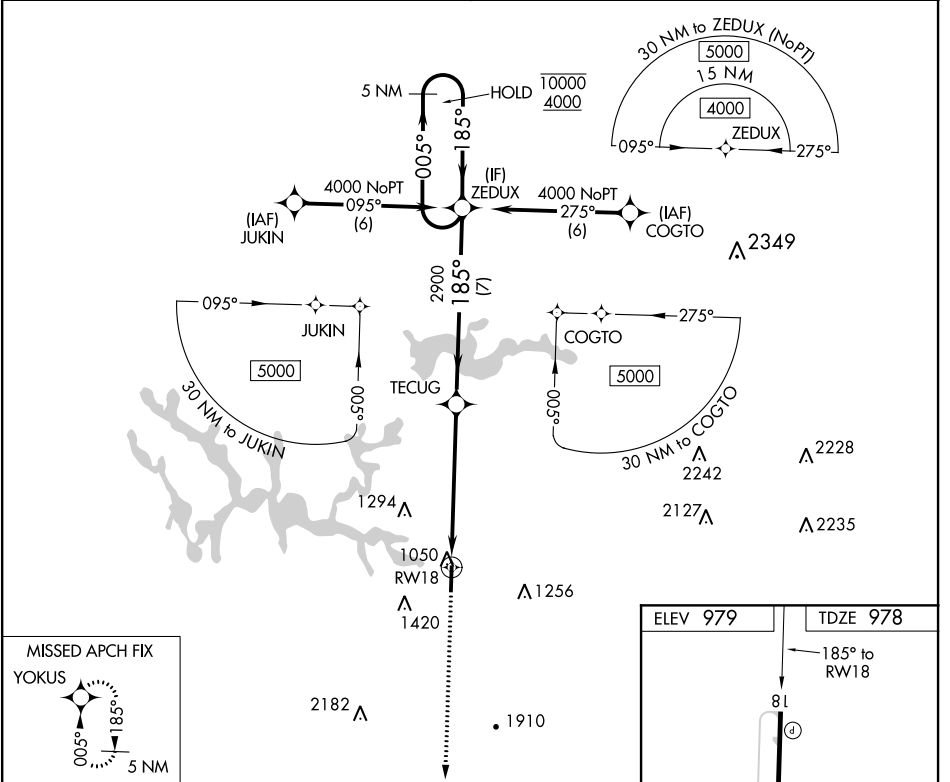 30 NM to ZEDUX (NoPT)
5000
15 NM
4000
ZEDUX
095°
275°
5 NM
HOLD
10000
4000
005°
185°
(IF)
ZEDUX
4000 NoPT
095°
(6)
(IAF)
JUKIN
4000 NoPT
275°
(6)
(IAF)
COGTO
2349
2900
185°
(7)
095°
JUKIN
5000
005°
30 NM to JUKIN
COGTO
275°
5000
005°
30 NM to COGTO
TECUG
2242
2228
1294
2127
2235
1050
RW18
1256
1420
2182
1910
MISSED APCH FIX
YOKUS
005°
185°
5 NM
ELEV 979
TDZE 978
185° to
RW18
18
P